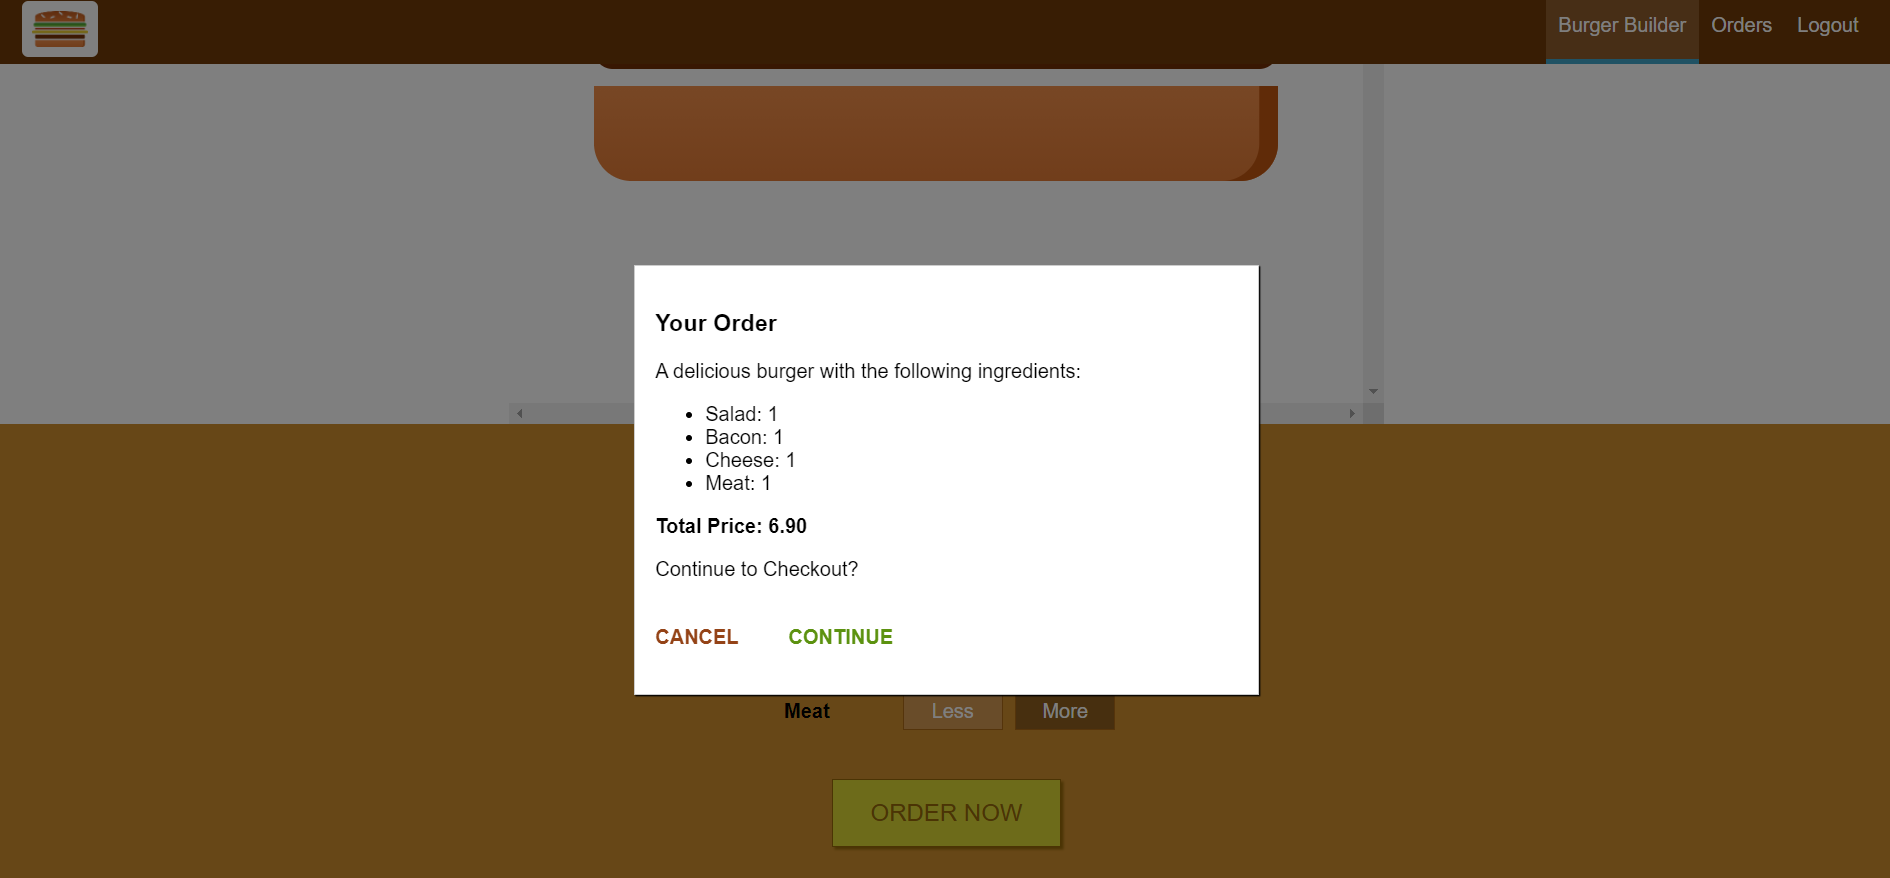 Burger Builder Orders Logout
Your Order
A delicious burger with the following ingredients:
Salad: 1
Bacon: 1
Cheese: 1
Meat: 1
Total Price: 6.90
Continue to Checkout?
CANCEL CONTINUE
Meat Less More
ORDER NOW